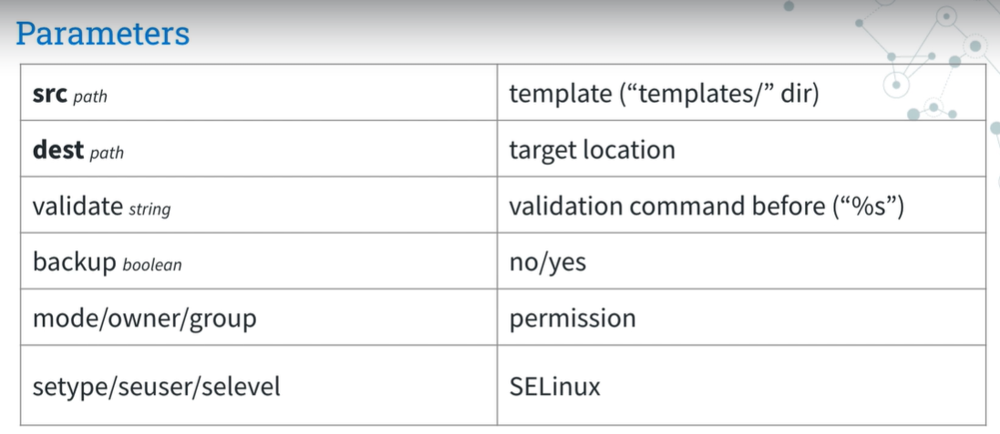 Parameters
src path
template (“templates/” dir)
dest path
target location
validate string
validation command before (“%s”)
backup boolean
no/yes
mode/owner/group
permission
setype/seuser/selevel
SELinux